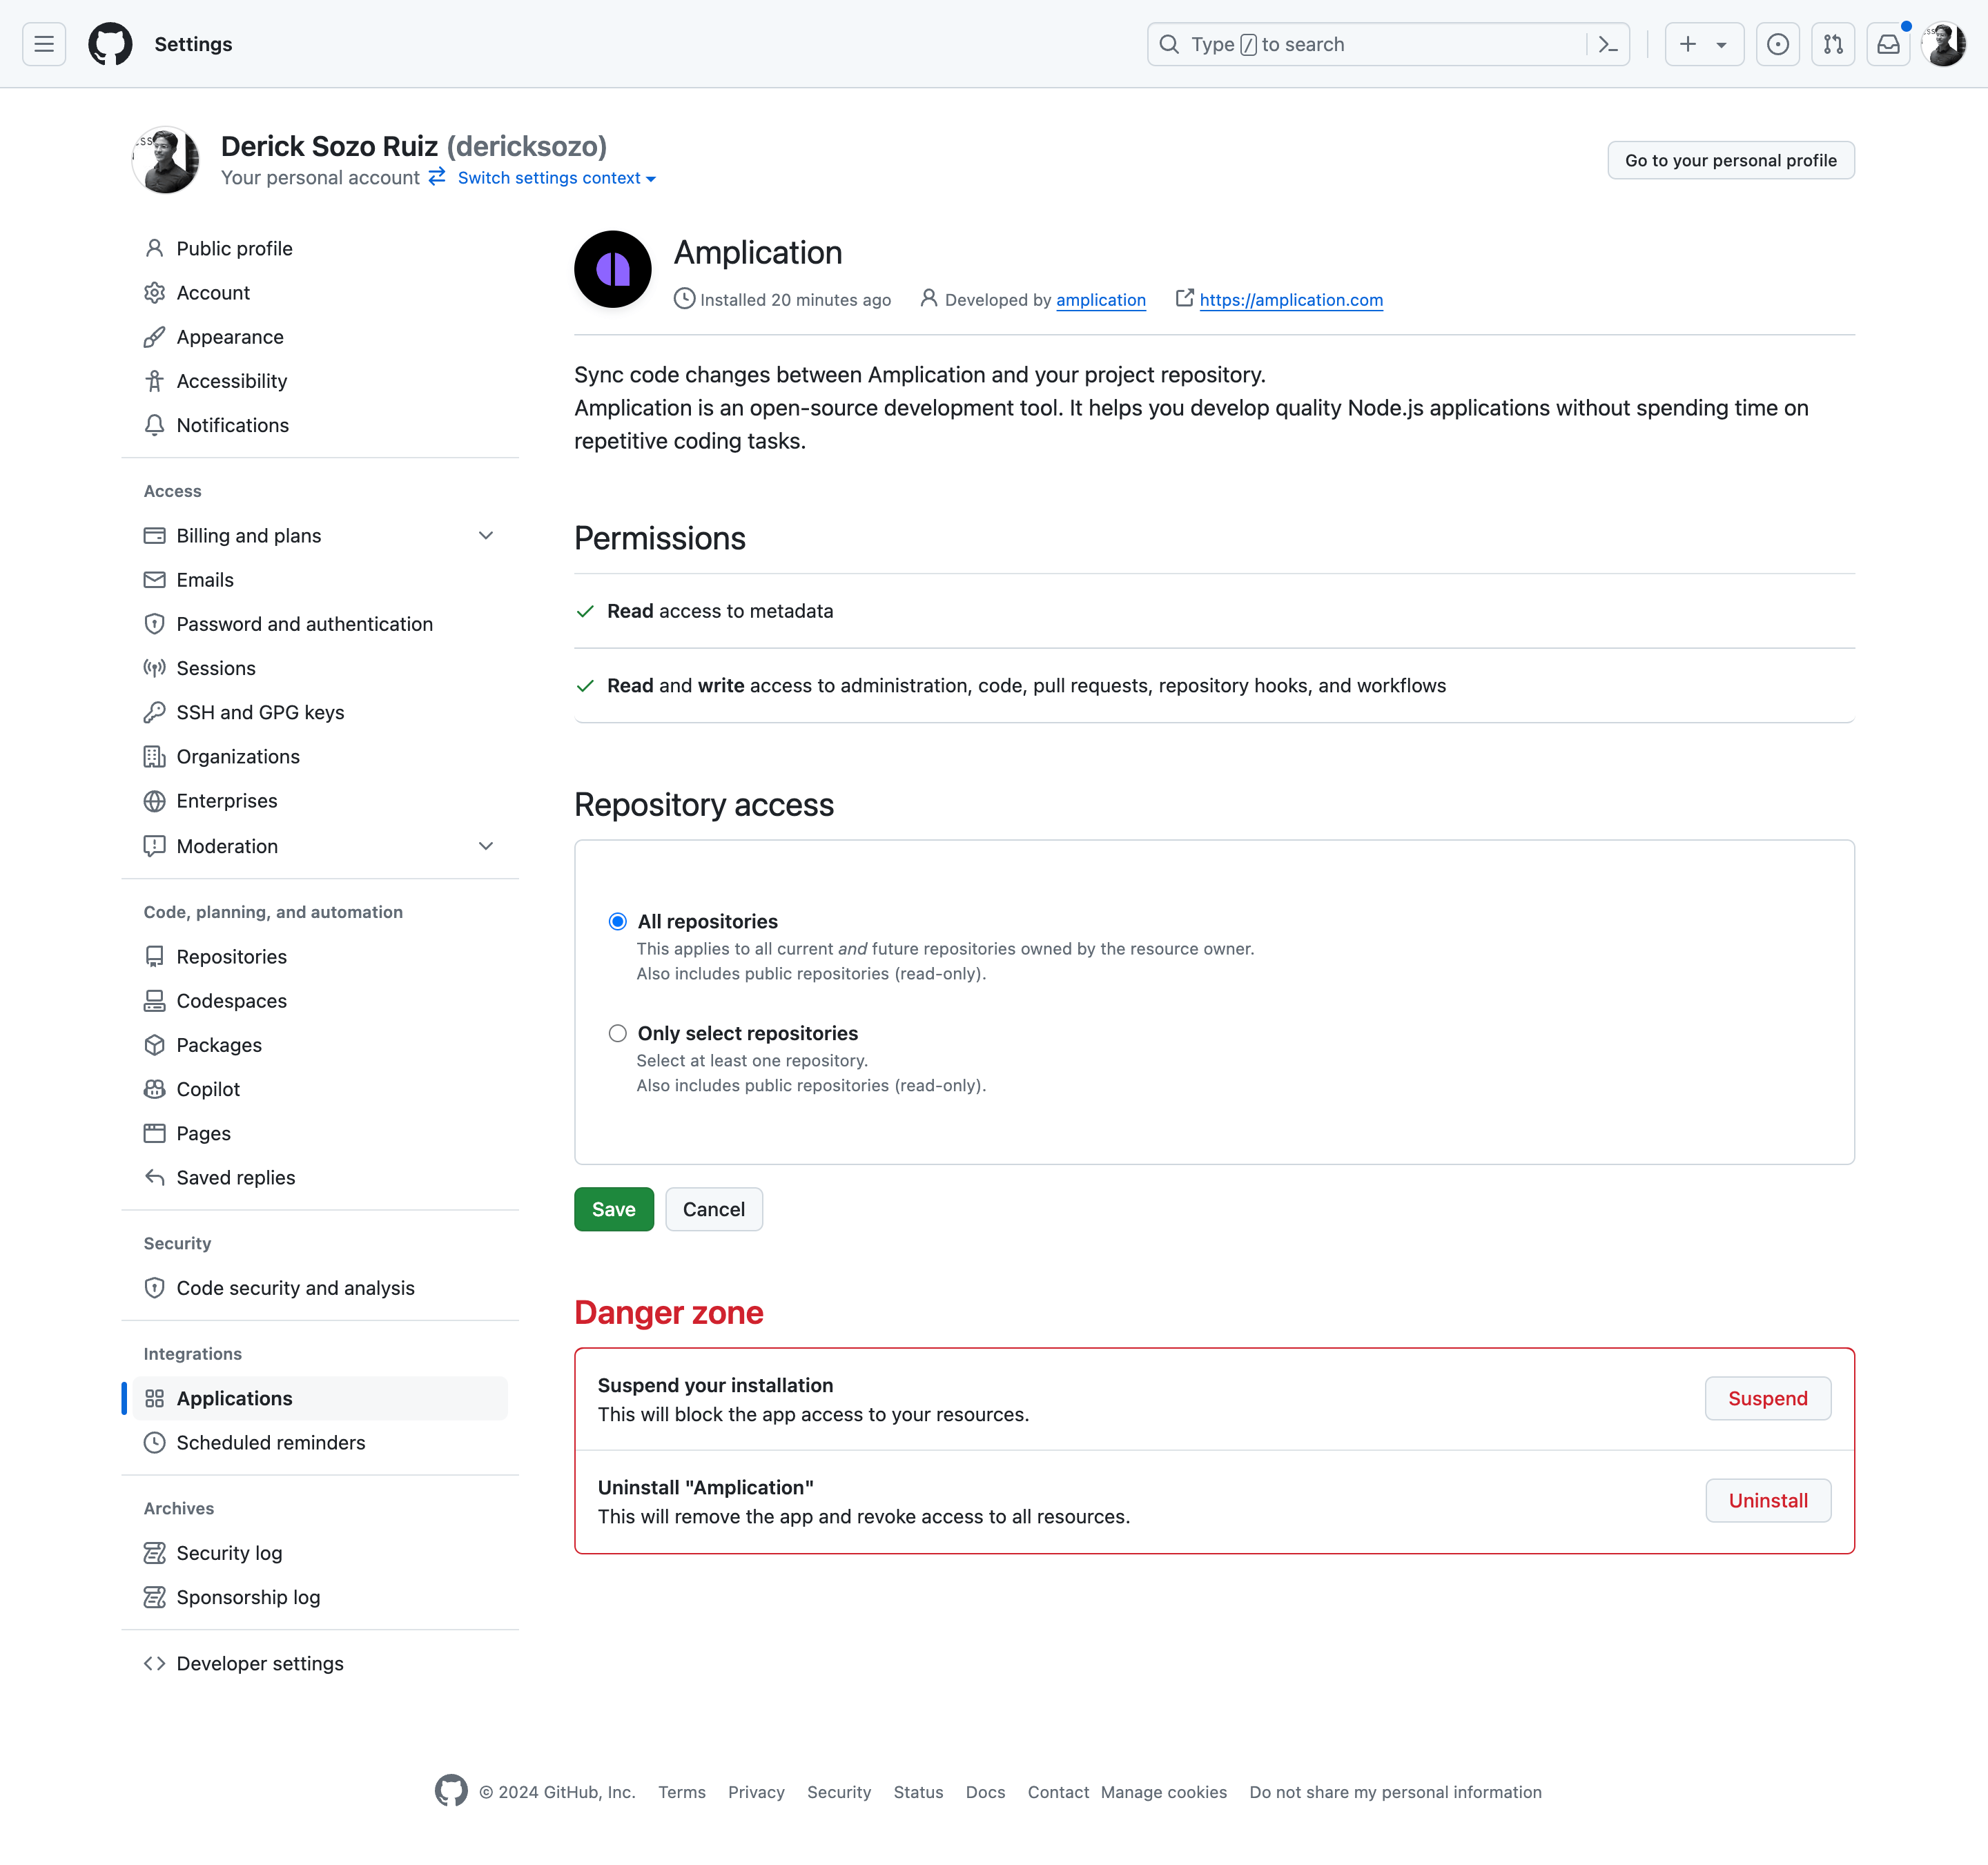 Settings
Type / to search
Derick Sozo Ruiz (dericksozo)
Your personal account Switch settings context
Go to your personal profile
Public profile
Account
Appearance
Accessibility
Notifications
Access
Billing and plans
Emails
Password and authentication
Sessions
SSH and GPG keys
Organizations
Enterprises
Moderation
Code, planning, and automation
Repositories
Codespaces
Packages
Copilot
Pages
Saved replies
Security
Code security and analysis
Integrations
Applications
Scheduled reminders
Archives
Security log
Sponsorship log
Developer settings
Amplication
Installed 20 minutes ago Developed by amplication https://amplication.com
Sync code changes between Amplication and your project repository.
Amplication is an open-source development tool. It helps you develop quality Node.js applications without spending time on
repetitive coding tasks.
Permissions
Read access to metadata
Read and write access to administration, code, pull requests, repository hooks, and workflows
Repository access
All repositories
This applies to all current and future repositories owned by the resource owner.
Also includes public repositories (read-only).
Only select repositories
Select at least one repository.
Also includes public repositories (read-only).
Save Cancel
Danger zone
Suspend your installation
This will block the app access to your resources.
Suspend
Uninstall "Amplication"
This will remove the app and revoke access to all resources.
Uninstall
© 2024 GitHub, Inc. Terms Privacy Security Status Docs Contact Manage cookies Do not share my personal information